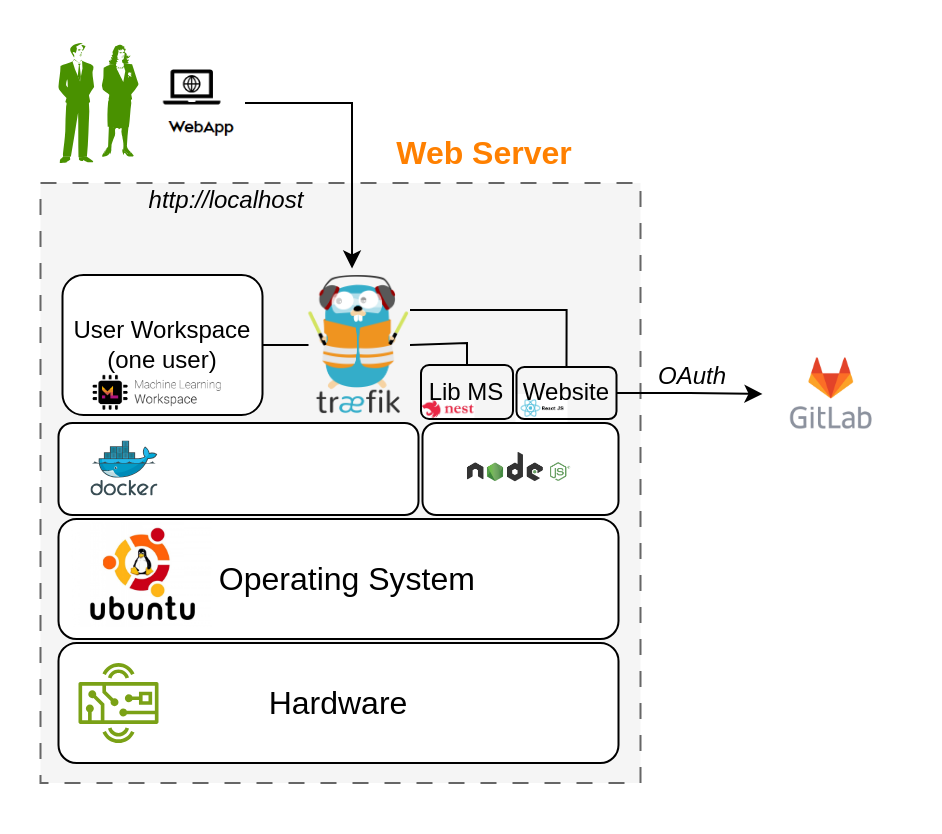 WebApp
Web Server
http://localhost
User Workspace
(one user)
Machine Learning
Workspace
træfik
Lib MS
nest
Website
React JS
OAuth
GitLab
docker
node
JS
ubuntu
Operating System
Hardware